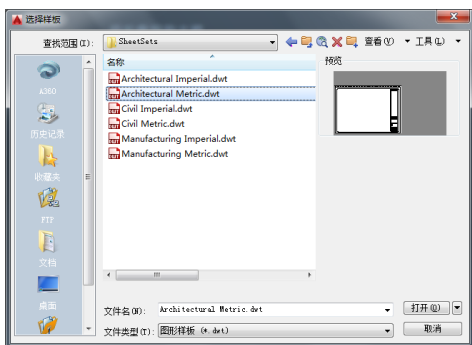 选择样板
查找范围(I): SheetSets 查看(V) 工具(L)
名称 预览
Architectural Imperial.dwt
Architectural Metric.dwt
Civil Imperial.dwt
Civil Metric.dwt
Manufacturing Imperial.dwt
Manufacturing Metric.dwt
A360
历史记录
收藏夹
FTP
文档
桌面
文件名(N): Architectural Metric.dwt 打开(O)
文件类型(T): 图形样板 (*.dwt) 取消